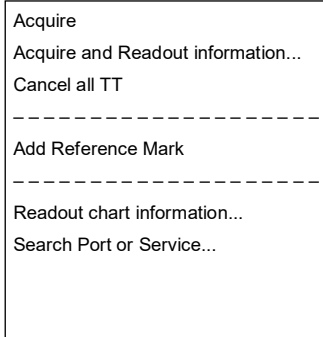 Acquire
Acquire and Readout information...
Cancel all TT
Add Reference Mark
Readout chart information...
Search Port or Service...